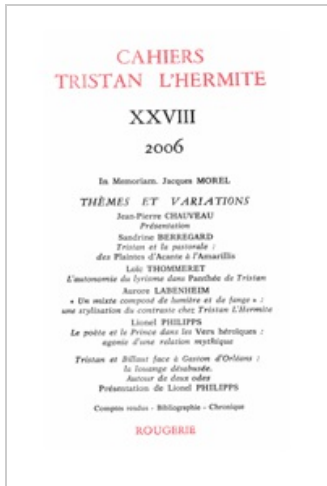 CAHIERS
TRISTAN L'HERMITE
XXVIII
2006
In Memoriam. Jacques MOREL
THÈMES ET VARIATIONS
Jean-Pierre CHAUVEAU
Présentation
Sandrine BERREGARD
Tristan et la pastorale :
des Plaintes d'Acante à l'Amarillis
Loïc THOMMERET
L'autonomie du lyrisme dans Panthée de Tristan
Aurore LABENHEIM
« Un mixte composé de lumière et de fange » :
une stylisation du contraste chez Tristan L'Hermite
Lionel PHILIPPS
Le poète et le Prince dans les Vers héroïques :
agonie d'une relation mythique
Tristan et Billaut face à Gaston d'Orléans :
la louange désabusée.
Autour de deux odes
Présentation de Lionel PHILIPPS
Comptes rendus - Bibliographie - Chronique
ROUGERIE